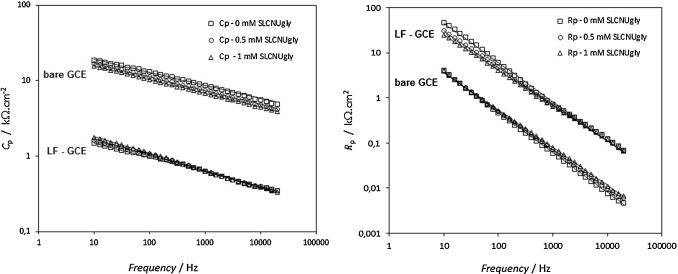 100
10
1
0,1
Cp / kΩ.cm-2
Cp - 0 mM SLCNUgly
Cp - 0.5 mM SLCNUgly
Cp - 1 mM SLCNUgly
bare GCE
LF - GCE
1 10 100 1000 10000 100000
Frequency / Hz
100
10
1
0,1
0,01
0,001
Rp / kΩ.cm2
Rp - 0 mM SLCNUgly
Rp - 0.5 mM SLCNUgly
Rp - 1 mM SLCNUgly
LF - GCE
bare GCE
1 10 100 1000 10000 100000
Frequency / Hz